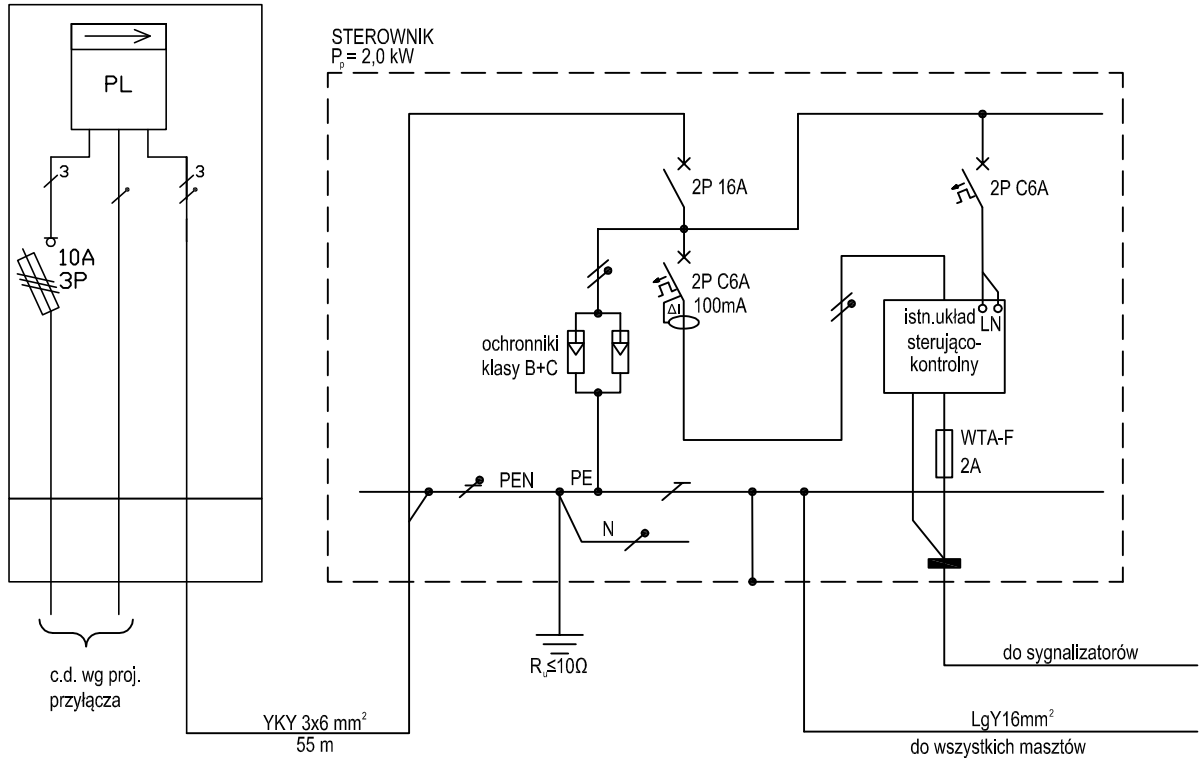 PL
3
3
10A
3P
c.d. wg proj.
przyłącza
YKY 3x6 mm²
55 m
STEROWNIK
Pₚ = 2,0 kW
2P 16A
2P C6A
2P C6A
100mA
ΔI
ochronniki
klasy B+C
istn.układ
LN
sterująco-
kontrolny
WTA-F
2A
PEN
PE
N
Rᵤ≤10Ω
do sygnalizatorów
LgY16mm²
do wszystkich masztów